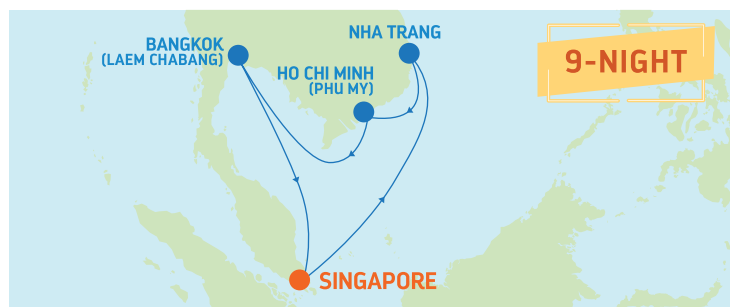 NHA TRANG
BANGKOK
(LAEM CHABANG)
HO CHI MINH
(PHU MY)
9-NIGHT
SINGAPORE